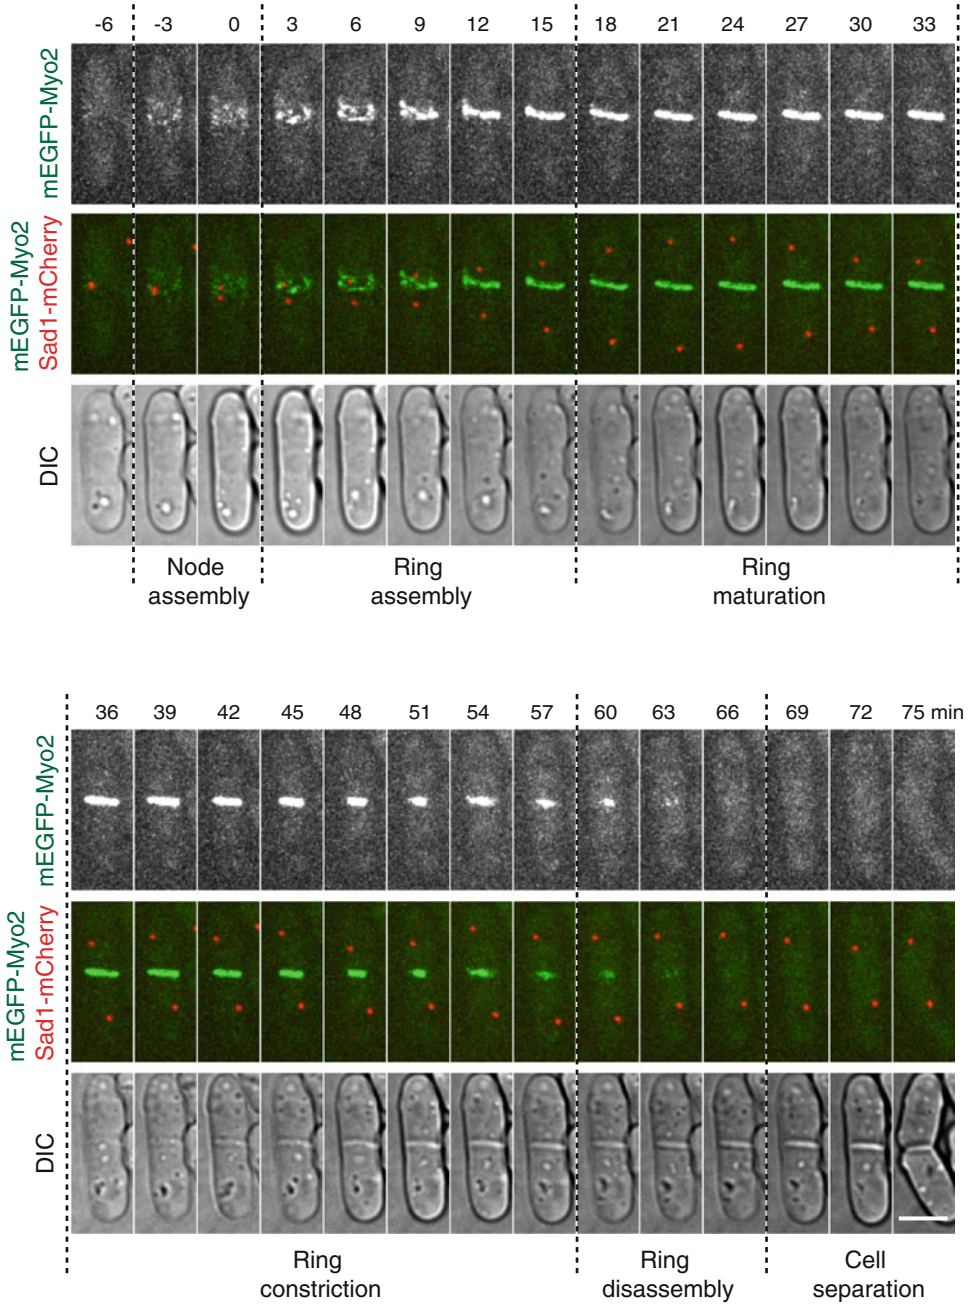 -6 -3 0 3 6 9 12 15 18 21 24 27 30 33
mEGFP-Myo2
mEGFP-Myo2
Sad1-mCherry
DIC
Node
assembly
Ring
assembly
Ring
maturation
36 39 42 45 48 51 54 57 60 63 66 69 72 75 min
mEGFP-Myo2
mEGFP-Myo2
Sad1-mCherry
DIC
Ring
constriction
Ring
disassembly
Cell
separation